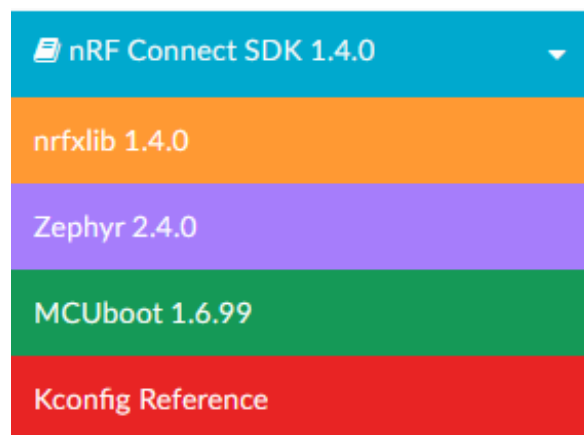 nRF Connect SDK 1.4.0
nrfxlib 1.4.0
Zephyr 2.4.0
MCUboot 1.6.99
Kconfig Reference